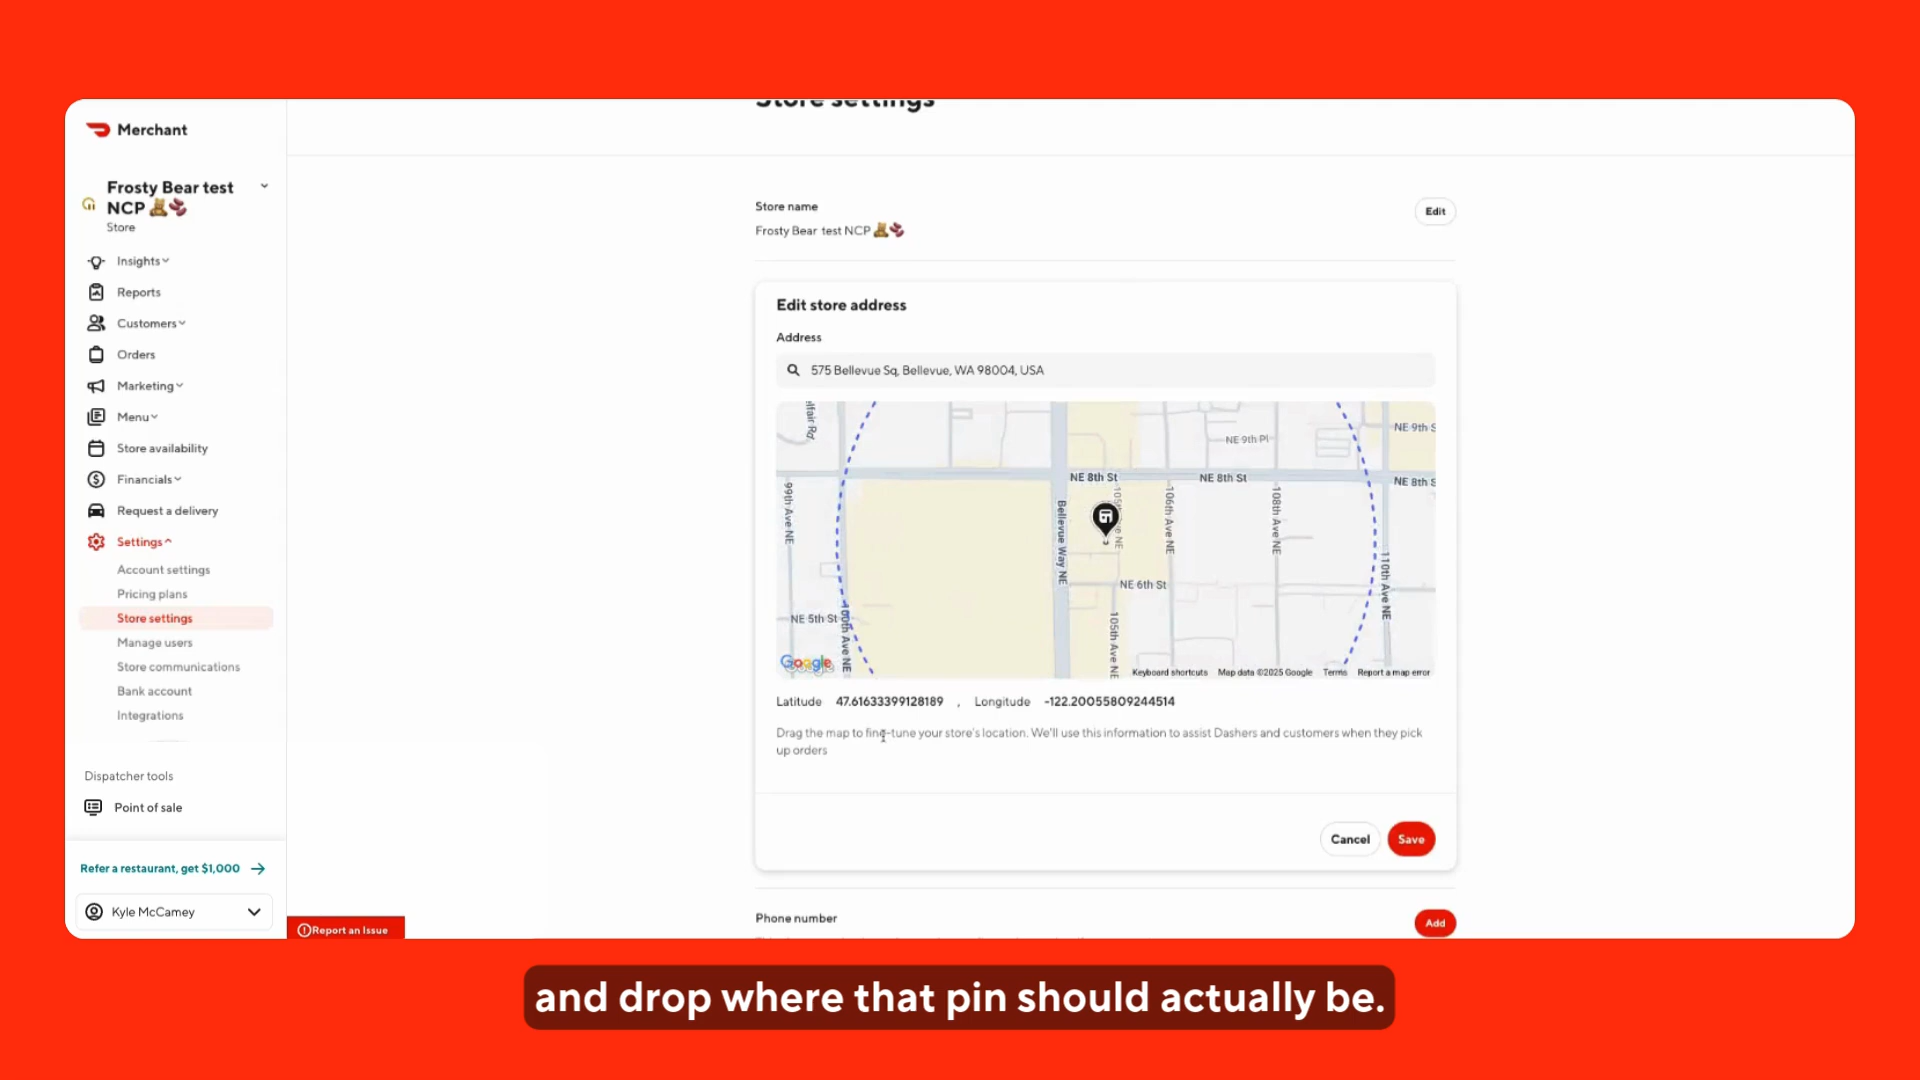 Store settings
Merchant
Frosty Bear test
NCP
Store
Insights
Reports
Customers
Orders
Marketing
Menu
Store availability
Financials
Request a delivery
Settings
Account settings
Pricing plans
Store settings
Manage users
Store communications
Bank account
Integrations
Dispatcher tools
Point of sale
Refer a restaurant, get $1,000
Kyle McCamey
Report an Issue
Store name
Edit
Frosty Bear test NCP
Edit store address
Address
575 Bellevue Sq, Bellevue, WA 98004, USA
NE 9th S
NE 9th Pl
NE 8th St
NE 8th St
NE 8th S
99th Ave NE
Bellevue Way NE
106th Ave NE
108th Ave NE
110th Ave NE
NE 6th St
NE 5th St
100th Ave NE
105th Ave NE
Google
Keyboard shortcuts
Map data ©2025 Google
Terms
Report a map error
Latitude 47.61633399128189 , Longitude -122.20055809244514
Drag the map to fine-tune your store's location. We'll use this information to assist Dashers and customers when they pick
up orders
Cancel
Save
Phone number
Add
and drop where that pin should actually be.